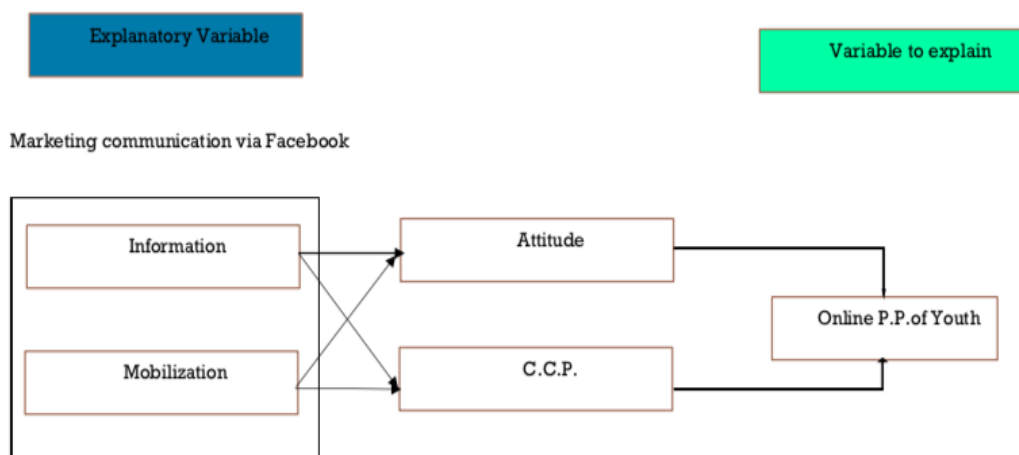 Explanatory Variable
Variable to explain
Marketing communication via Facebook
Information
Attitude
Online P.P.of Youth
Mobilization
C.C.P.